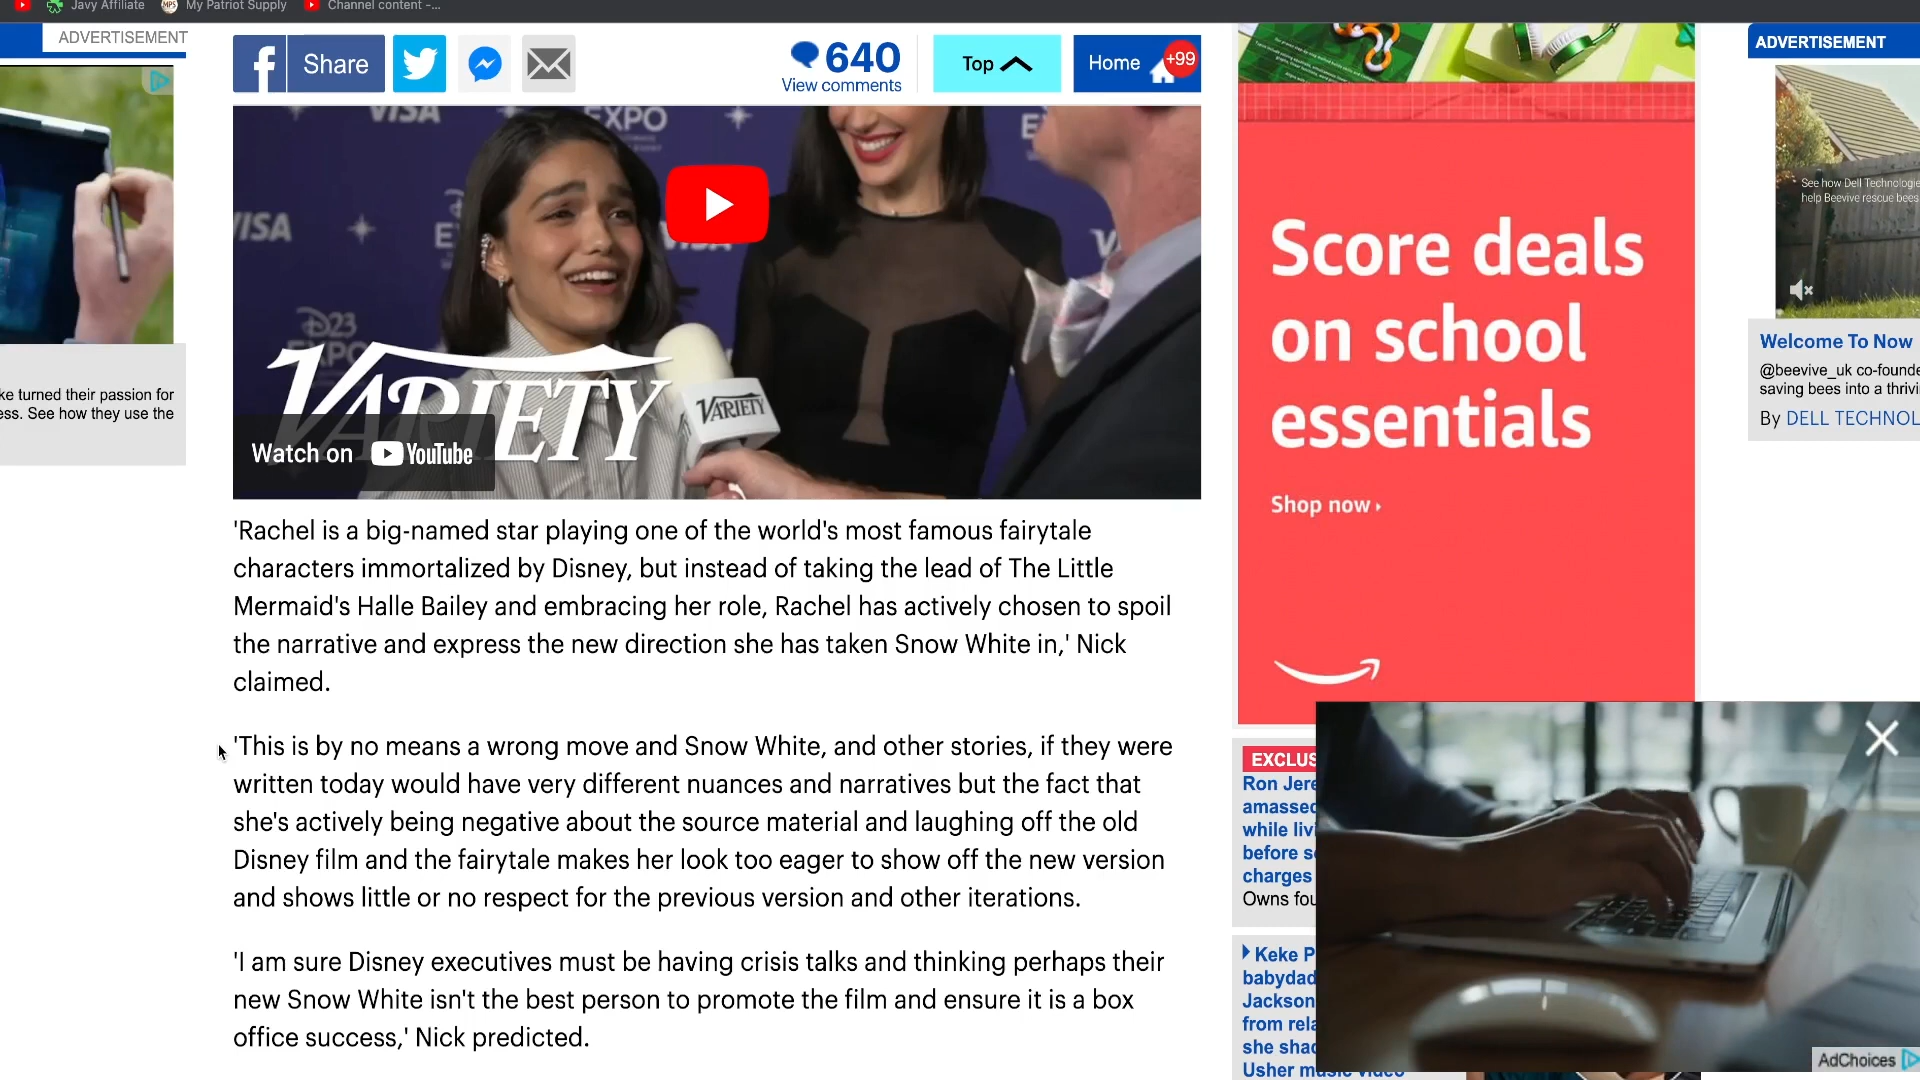 Javy Affiliate
My Patriot Supply
Channel content -...
ADVERTISEMENT
Share
640
View comments
Top
Home
+99
ADVERTISEMENT
VISA
EXPO
VISA
D23
EXPO
VARIETY
VARIETY
Watch on YouTube
ke turned their passion for
ess. See how they use the
'Rachel is a big-named star playing one of the world's most famous fairytale
characters immortalized by Disney, but instead of taking the lead of The Little
Mermaid's Halle Bailey and embracing her role, Rachel has actively chosen to spoil
the narrative and express the new direction she has taken Snow White in,' Nick
claimed.
'This is by no means a wrong move and Snow White, and other stories, if they were
written today would have very different nuances and narratives but the fact that
she's actively being negative about the source material and laughing off the old
Disney film and the fairytale makes her look too eager to show off the new version
and shows little or no respect for the previous version and other iterations.
'I am sure Disney executives must be having crisis talks and thinking perhaps their
new Snow White isn't the best person to promote the film and ensure it is a box
office success,' Nick predicted.
Score deals
on school
essentials
Shop now
See how Dell Technologie
help Beevive rescue bees
Welcome To Now
@beevive_uk co-founde
saving bees into a thrivi
By DELL TECHNOL
EXCLUS
Ron Jere
amassed
while livi
before s
charges
Owns fou
Keke P
babydad
Jackson
from rela
she shad
Usher music video
AdChoices